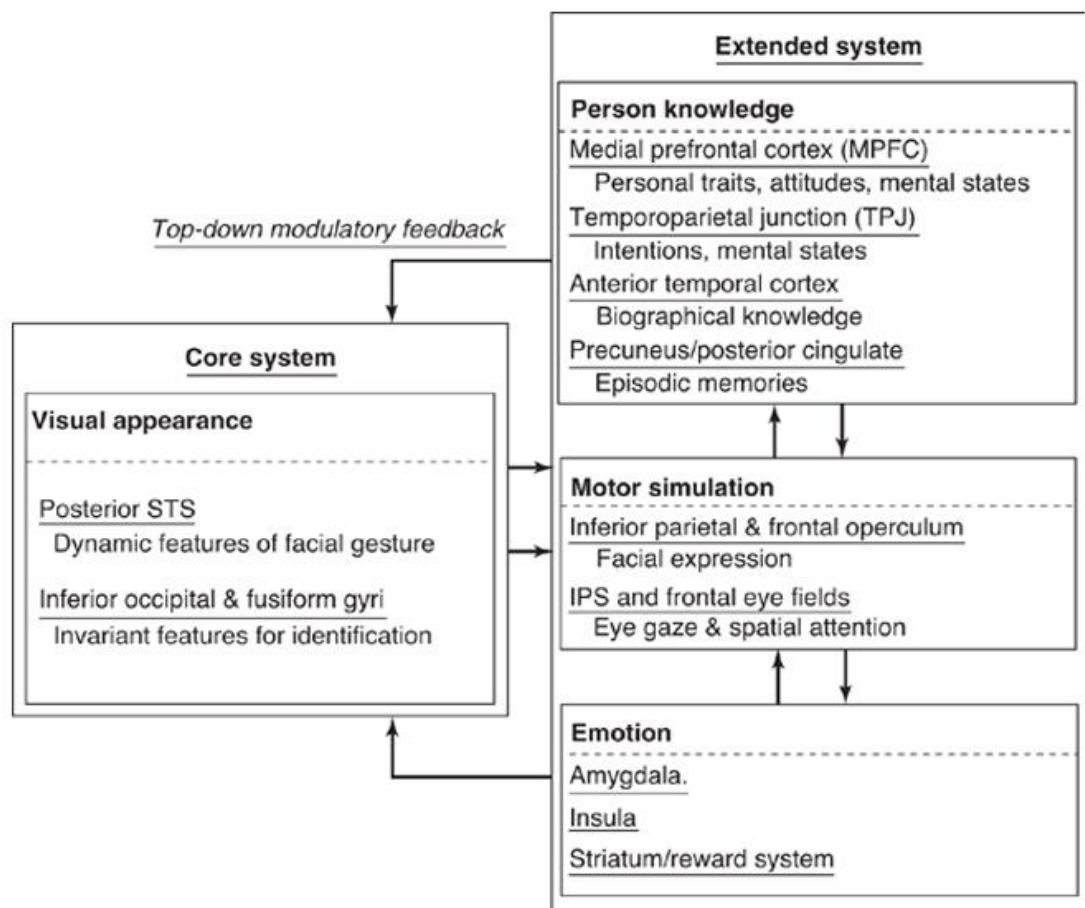 Extended system
Person knowledge
Medial prefrontal cortex (MPFC)
Personal traits, attitudes, mental states
Temporoparietal junction (TPJ)
Intentions, mental states
Anterior temporal cortex
Biographical knowledge
Precuneus/posterior cingulate
Episodic memories
Top-down modulatory feedback
Core system
Visual appearance
Posterior STS
Dynamic features of facial gesture
Inferior occipital & fusiform gyri
Invariant features for identification
Motor simulation
Inferior parietal & frontal operculum
Facial expression
IPS and frontal eye fields
Eye gaze & spatial attention
Emotion
Amygdala.
Insula
Striatum/reward system